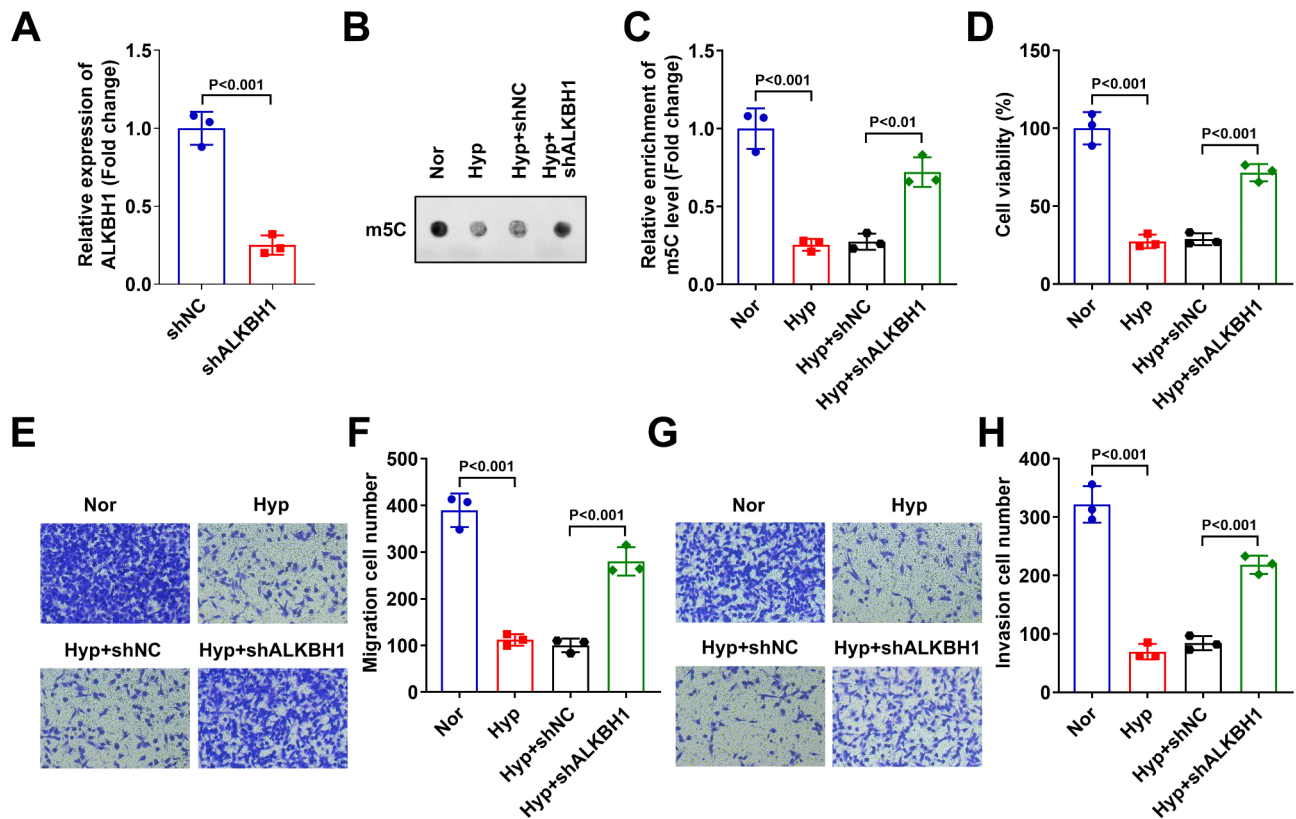 A
Relative expression of
ALKBH1 (Fold change)
1.5
1.0
0.5
0.0
P<0.001
shNC
shALKBH1
B
Nor
Hyp
Hyp+shNC
Hyp+
shALKBH1
m5C
C
Relative enrichment of
m5C level (Fold change)
1.5
1.0
0.5
0.0
P<0.001
P<0.01
Nor
Hyp
Hyp+shNC
Hyp+shALKBH1
D
Cell viability (%)
150
100
50
0
P<0.001
P<0.001
Nor
Hyp
Hyp+shNC
Hyp+shALKBH1
E
Nor
Hyp
Hyp+shNC
Hyp+shALKBH1
F
Migration cell number
500
400
300
200
100
0
P<0.001
P<0.001
Nor
Hyp
Hyp+shNC
Hyp+shALKBH1
G
Nor
Hyp
Hyp+shNC
Hyp+shALKBH1
H
Invasion cell number
400
300
200
100
0
P<0.001
P<0.001
Nor
Hyp
Hyp+shNC
Hyp+shALKBH1